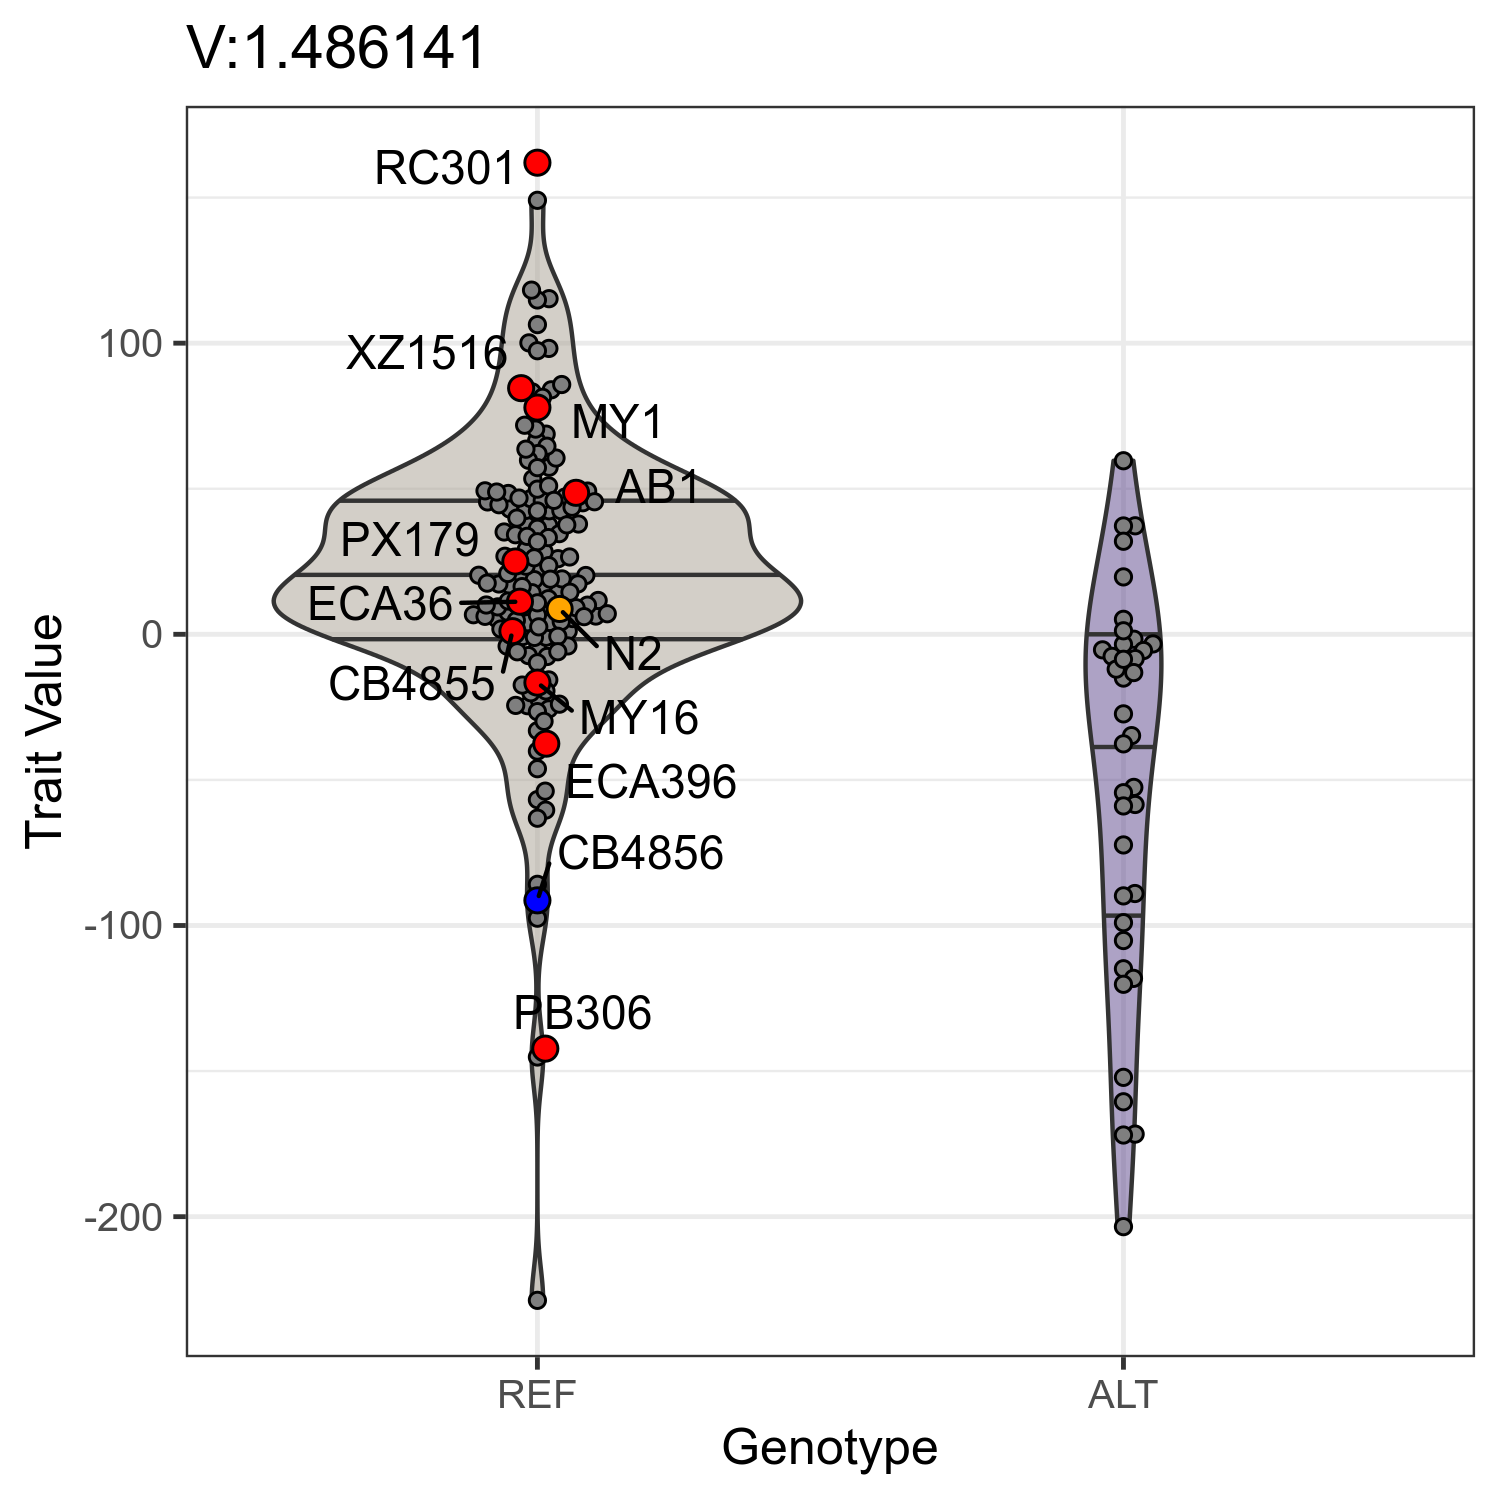 V:1.486141
Trait Value
100
0
-100
-200
RC301
XZ1516
MY1
AB1
PX179
ECA36
N2
CB4855
MY16
ECA396
CB4856
PB306
REF
ALT
Genotype